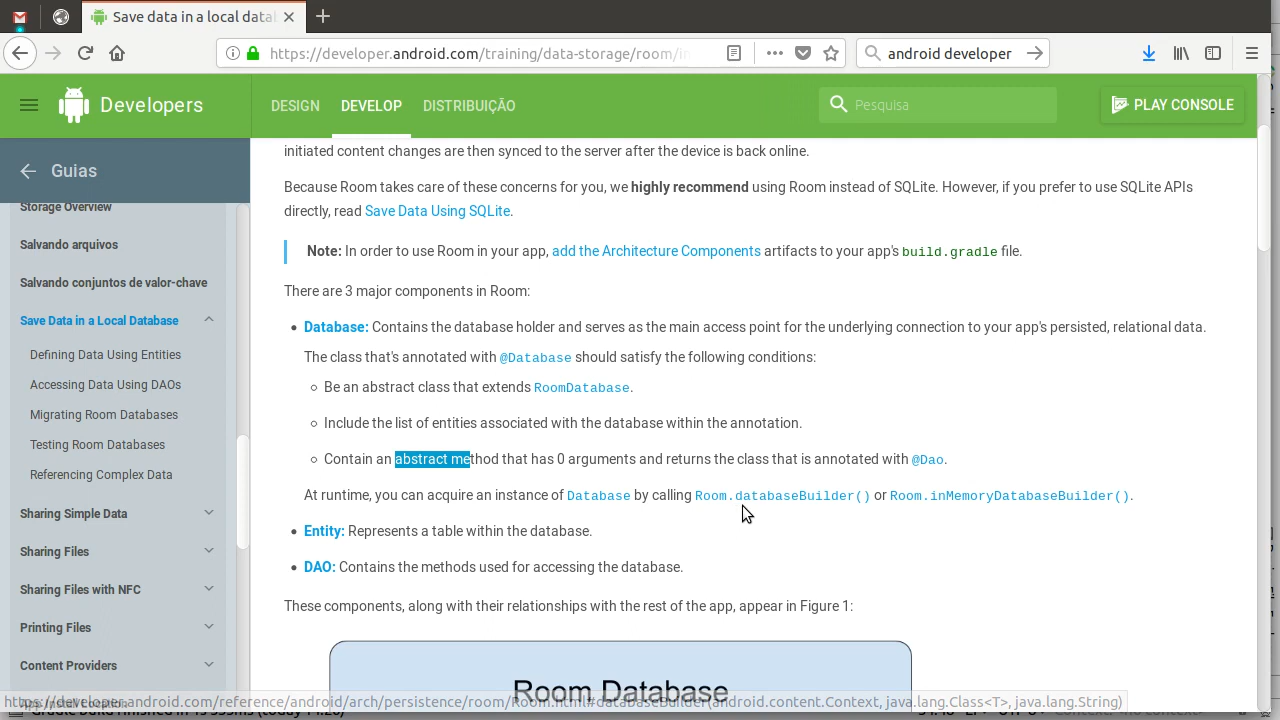 Save data in a local datal
https://developer.android.com/training/data-storage/room/in
android developer
Developers
DESIGN
DEVELOP
DISTRIBUIÇÃO
Pesquisa
PLAY CONSOLE
Guias
Storage Overview
Salvando arquivos
Salvando conjuntos de valor-chave
Save Data in a Local Database
Defining Data Using Entities
Accessing Data Using DAOs
Migrating Room Databases
Testing Room Databases
Referencing Complex Data
Sharing Simple Data
Sharing Files
Sharing Files with NFC
Printing Files
Content Providers
App Install Location
initiated content changes are then synced to the server after the device is back online.
Because Room takes care of these concerns for you, we highly recommend using Room instead of SQLite. However, if you prefer to use SQLite APIs
directly, read Save Data Using SQLite.
Note: In order to use Room in your app, add the Architecture Components artifacts to your app's build.gradle file.
There are 3 major components in Room:
• Database: Contains the database holder and serves as the main access point for the underlying connection to your app's persisted, relational data.
The class that's annotated with @Database should satisfy the following conditions:
○ Be an abstract class that extends RoomDatabase.
○ Include the list of entities associated with the database within the annotation.
○ Contain an abstract method that has 0 arguments and returns the class that is annotated with @Dao.
At runtime, you can acquire an instance of Database by calling Room.databaseBuilder() or Room.inMemoryDatabaseBuilder().
• Entity: Represents a table within the database.
• DAO: Contains the methods used for accessing the database.
These components, along with their relationships with the rest of the app, appear in Figure 1:
Room Database
https://developer.android.com/reference/android/arch/persistence/room/Room.html#databaseBuilder(android.content.Context, java.lang.Class<T>, java.lang.String)